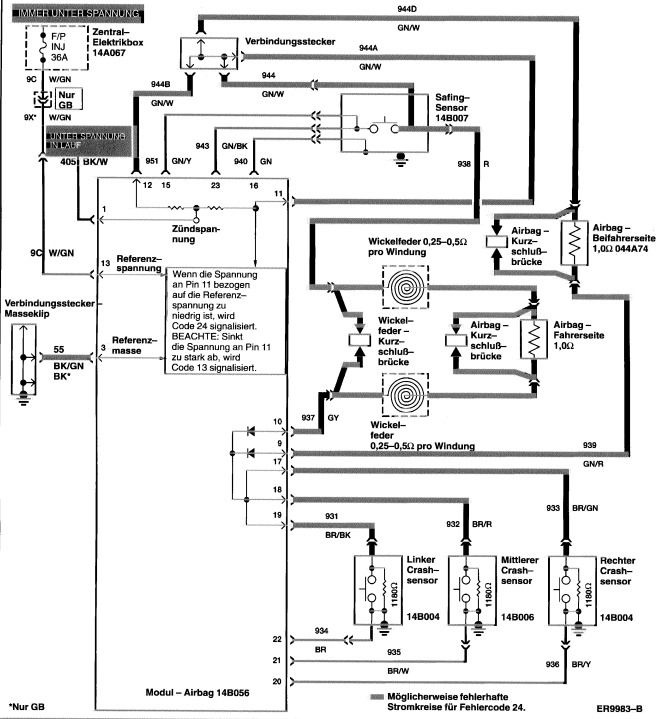 IMMER UNTER SPANNUNG
F/P
INJ
36A
Zentral–
Elektrikbox
14A067
9C
W/GN
Nur
GB
9X*
W/GN
UNTER SPANNUNG
IN LAUF
405
BK/W
944D
GN/W
Verbindungsstecker
944A
GN/W
944B
GN/W
944
GN/W
Safing–
Sensor
14B007
951
GN/Y
943
GN/BK
940
GN
938
R
12
15
23
16
11
1
Zündspan–
nung
9C
W/GN
13
Referenz–
spannung
Wenn die Spannung
an Pin 11 bezogen
auf die Referenz–
spannung zu
niedrig ist, wird
Code 24 signalisiert.
BEACHTE: Sinkt
die Spannung an Pin 11
zu stark ab, wird
Code 13 signalisiert.
Verbindungsstecker
Masseklip
55
BK/GN
BK*
3
Referenz–
masse
Wickelfeder 0,25–0,5Ω
pro Windung
Airbag –
Kurz–
schluß–
brücke
Airbag –
Beifahrerseite
1,0Ω 044A74
Wickel–
feder –
Kurz–
schluß–
brücke
Airbag –
Kurz–
schluß–
brücke
Airbag –
Fahrerseite
1,0Ω
937
GY
Wickel–
feder
0,25–0,5Ω pro Windung
10
9
939
GN/R
17
18
19
931
BR/BK
932
BR/R
933
BR/GN
Linker
Crash–
sensor
1180Ω
14B004
Mittlerer
Crash–
sensor
1180Ω
14B006
Rechter
Crash–
sensor
1180Ω
14B004
22
934
BR
21
935
BR/W
20
936
BR/Y
Modul – Airbag 14B056
*Nur GB
Möglicherweise fehlerhafte
Stromkreise für Fehlercode 24.
ER9983–B